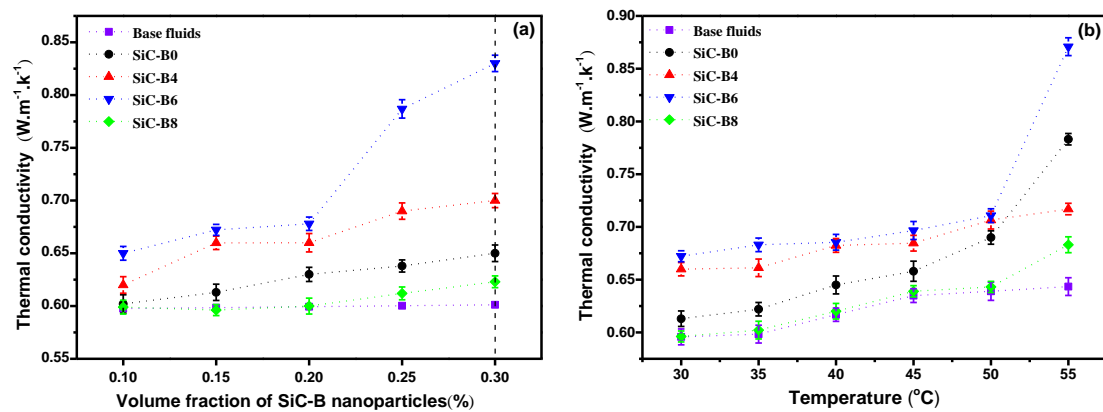 (a)
Base fluids
SiC-B0
SiC-B4
SiC-B6
SiC-B8
Thermal conductivity (W.m⁻¹.k⁻¹)
0.85
0.80
0.75
0.70
0.65
0.60
0.55
0.10 0.15 0.20 0.25 0.30
Volume fraction of SiC-B nanoparticles(%)
(b)
Base fluids
SiC-B0
SiC-B4
SiC-B6
SiC-B8
Thermal conductivity (W.m⁻¹.k⁻¹)
0.90
0.85
0.80
0.75
0.70
0.65
0.60
30 35 40 45 50 55
Temperature (°C)